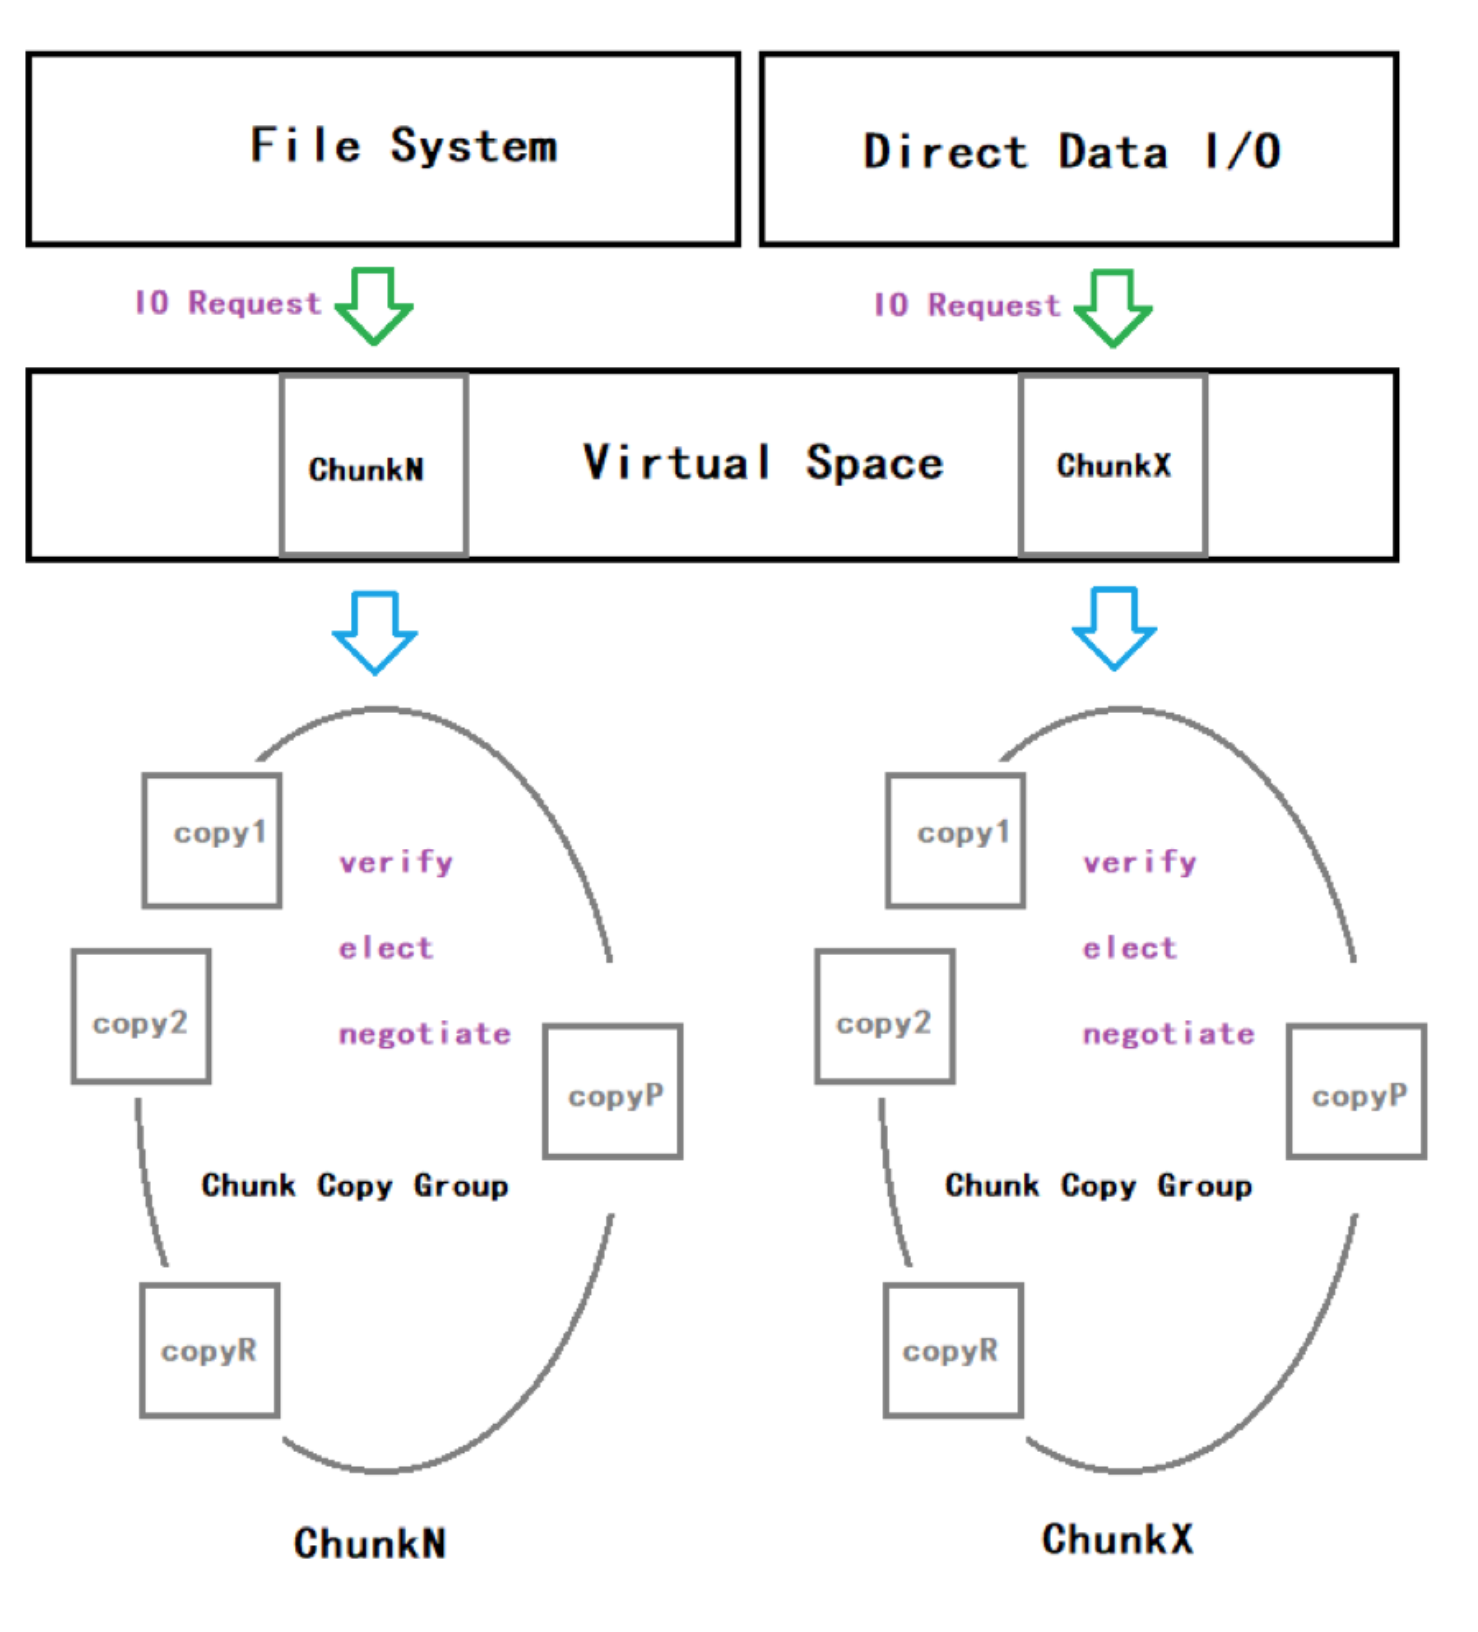 File System
Direct Data I/O
IO Request
IO Request
ChunkN
Virtual Space
ChunkX
copy1
verify
elect
copy2
negotiate
copyP
Chunk Copy Group
copyR
ChunkN
copy1
verify
elect
copy2
negotiate
copyP
Chunk Copy Group
copyR
ChunkX